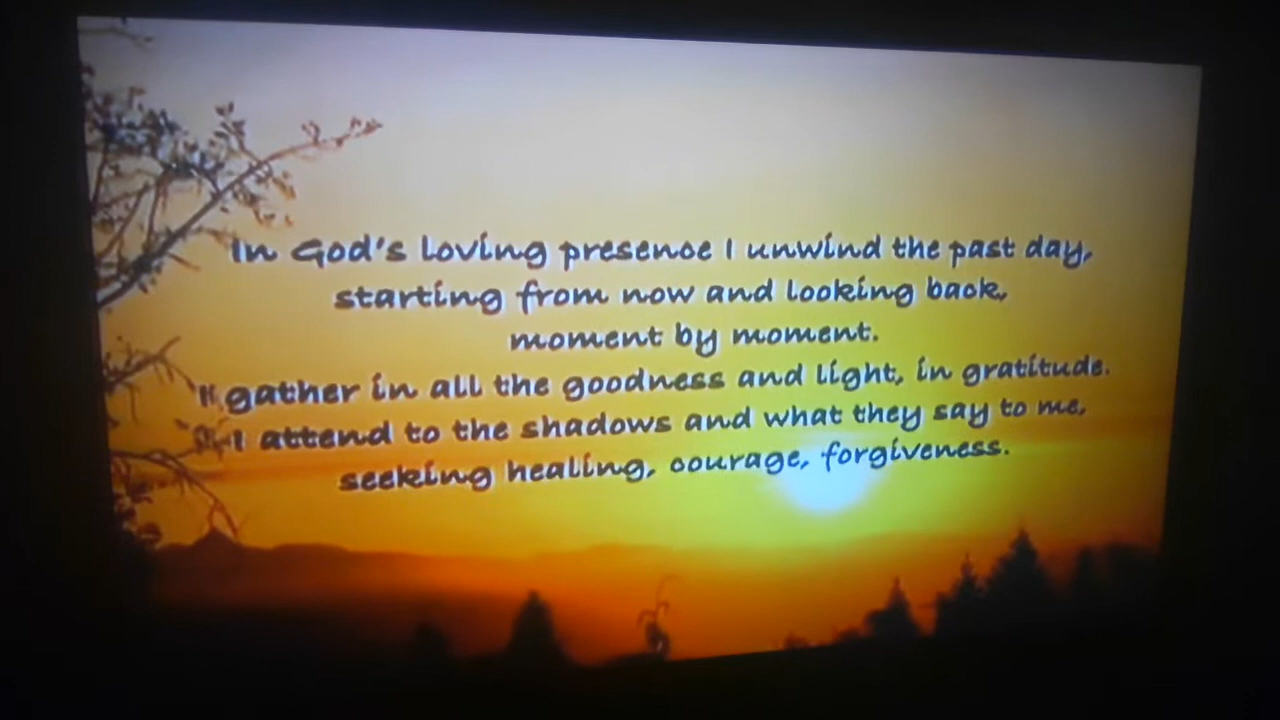 In God's loving presence I unwind the past day,
starting from now and looking back,
moment by moment.
I gather in all the goodness and light, in gratitude.
I attend to the shadows and what they say to me,
seeking healing, courage, forgiveness.